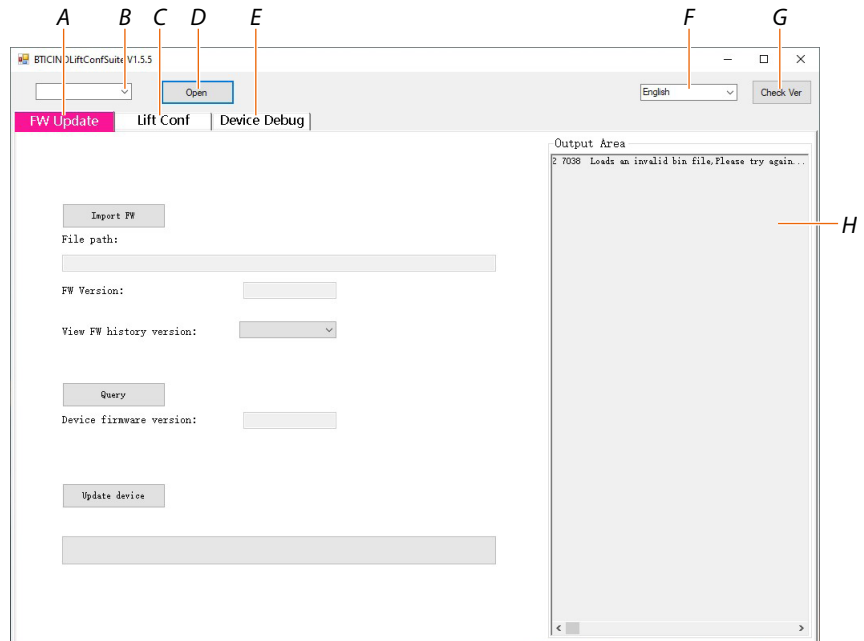 A B C D E F G
BTICINOLiftConfSuite V1.5.5
Open English Check Ver
FW Update Lift Conf Device Debug
Output Area
2 7038 Loads an invalid bin file,Please try again...
H
Import FW
File path:
FW Version:
View FW history version:
Query
Device firmware version:
Update device